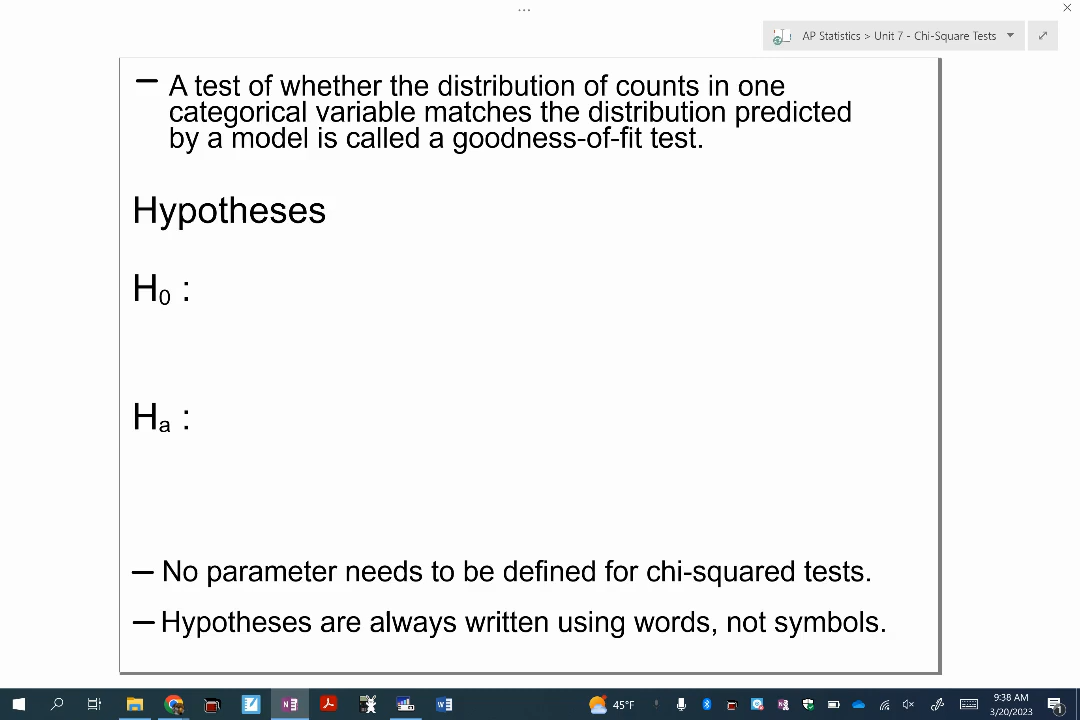 ...
AP Statistics > Unit 7 - Chi-Square Tests
– A test of whether the distribution of counts in one
categorical variable matches the distribution predicted
by a model is called a goodness-of-fit test.
Hypotheses
H₀ :
Hₐ :
– No parameter needs to be defined for chi-squared tests.
– Hypotheses are always written using words, not symbols.
45°F
9:38 AM
3/20/2023